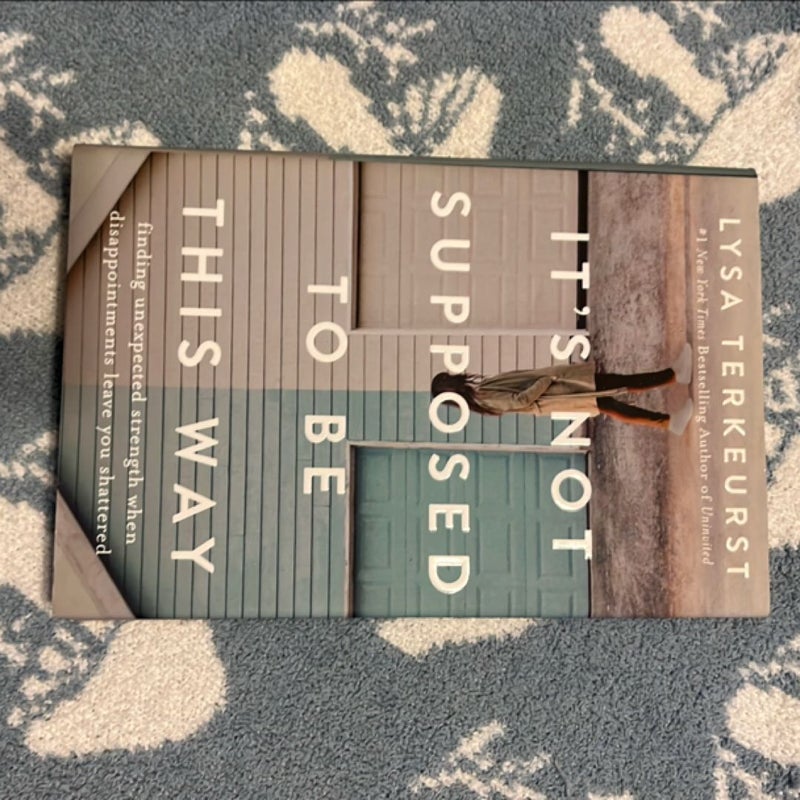 LYSA TERKEURST
#1 New York Times Bestselling Author of Uninvited
IT'S NOT
SUPPOSED
TO BE
THIS WAY
finding unexpected strength when
disappointments leave you shattered